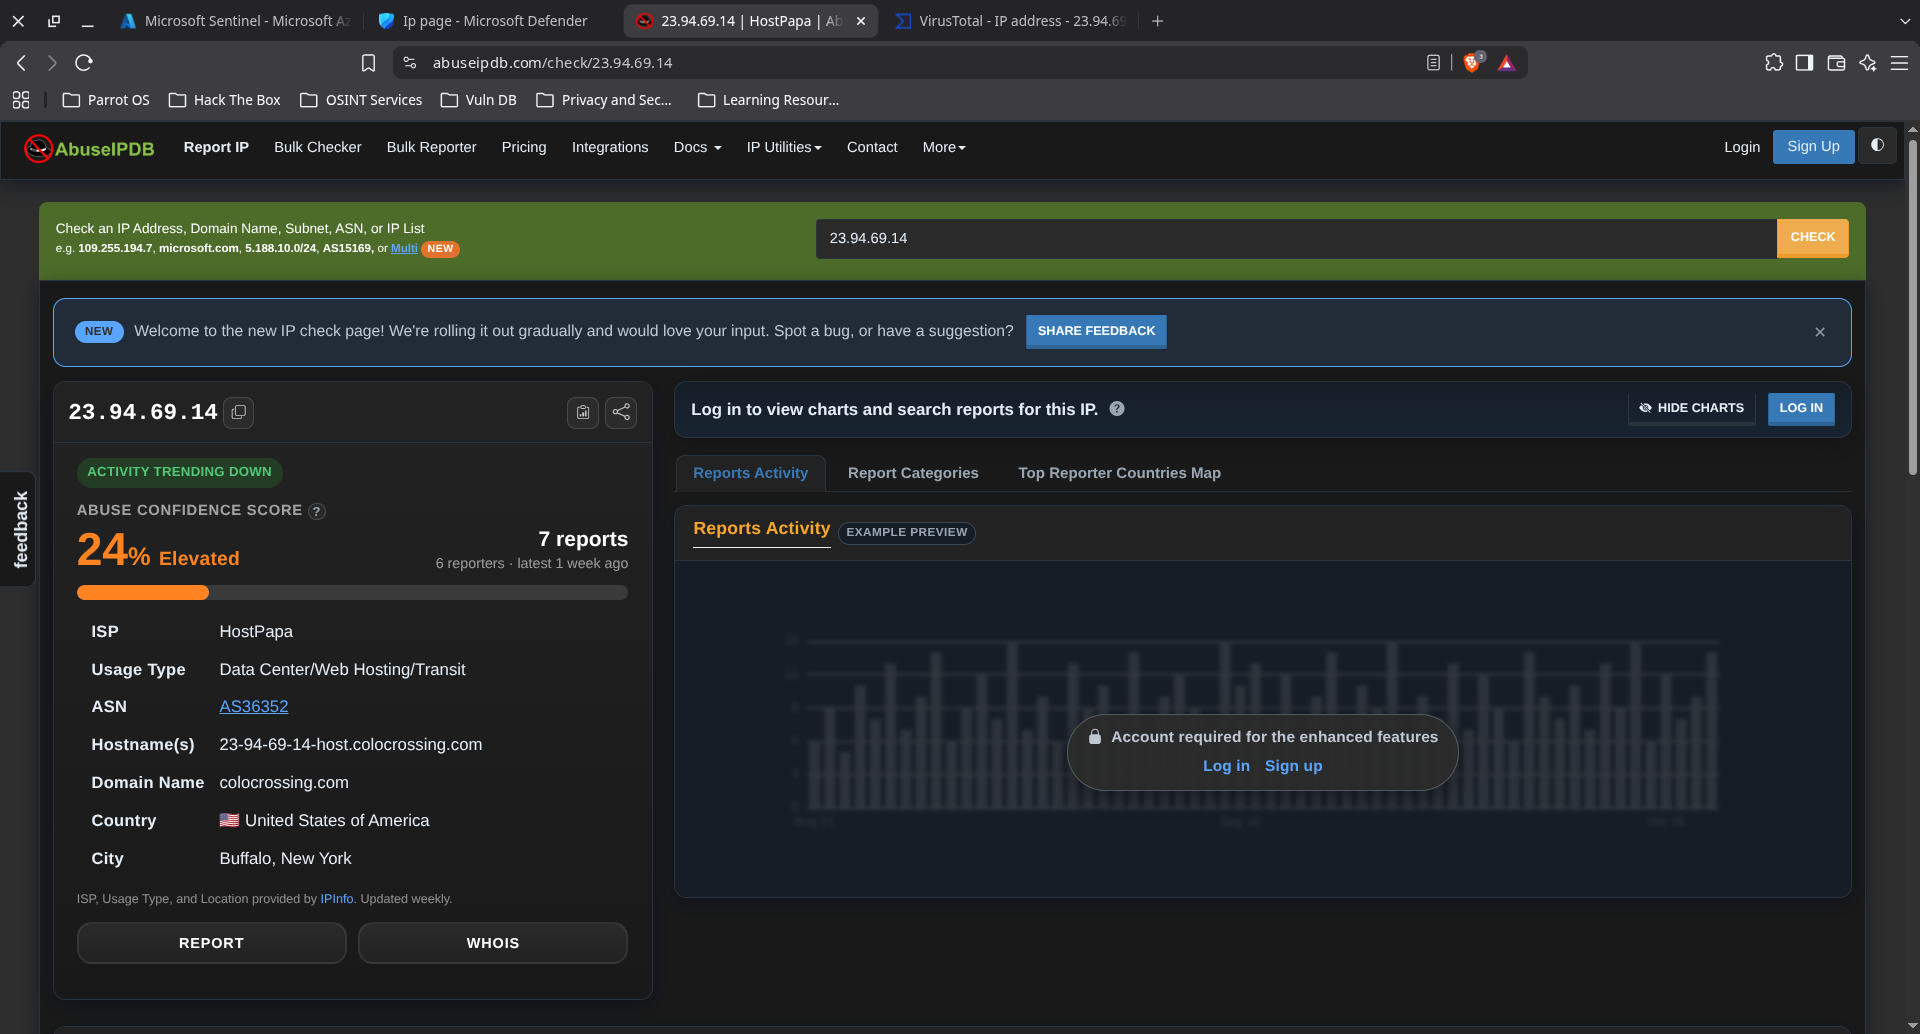 Microsoft Sentinel - Microsoft Az
Ip page - Microsoft Defender
23.94.69.14 | HostPapa | Ab
VirusTotal - IP address - 23.94.69
abuseipdb.com/check/23.94.69.14
3
Parrot OS
Hack The Box
OSINT Services
Vuln DB
Privacy and Sec...
Learning Resour...
AbuseIPDB
Report IP
Bulk Checker
Bulk Reporter
Pricing
Integrations
Docs
IP Utilities
Contact
More
Login
Sign Up
Check an IP Address, Domain Name, Subnet, ASN, or IP List
e.g. 109.255.194.7, microsoft.com, 5.188.10.0/24, AS15169, or Multi NEW
23.94.69.14
CHECK
NEW
Welcome to the new IP check page! We're rolling it out gradually and would love your input. Spot a bug, or have a suggestion?
SHARE FEEDBACK
23.94.69.14
ACTIVITY TRENDING DOWN
ABUSE CONFIDENCE SCORE ?
24% Elevated
7 reports
6 reporters · latest 1 week ago
ISP HostPapa
Usage Type Data Center/Web Hosting/Transit
ASN AS36352
Hostname(s) 23-94-69-14-host.colocrossing.com
Domain Name colocrossing.com
Country United States of America
City Buffalo, New York
ISP, Usage Type, and Location provided by IPInfo. Updated weekly.
REPORT
WHOIS
feedback
Log in to view charts and search reports for this IP. ?
HIDE CHARTS
LOG IN
Reports Activity
Report Categories
Top Reporter Countries Map
Reports Activity
EXAMPLE PREVIEW
Account required for the enhanced features
Log in Sign up